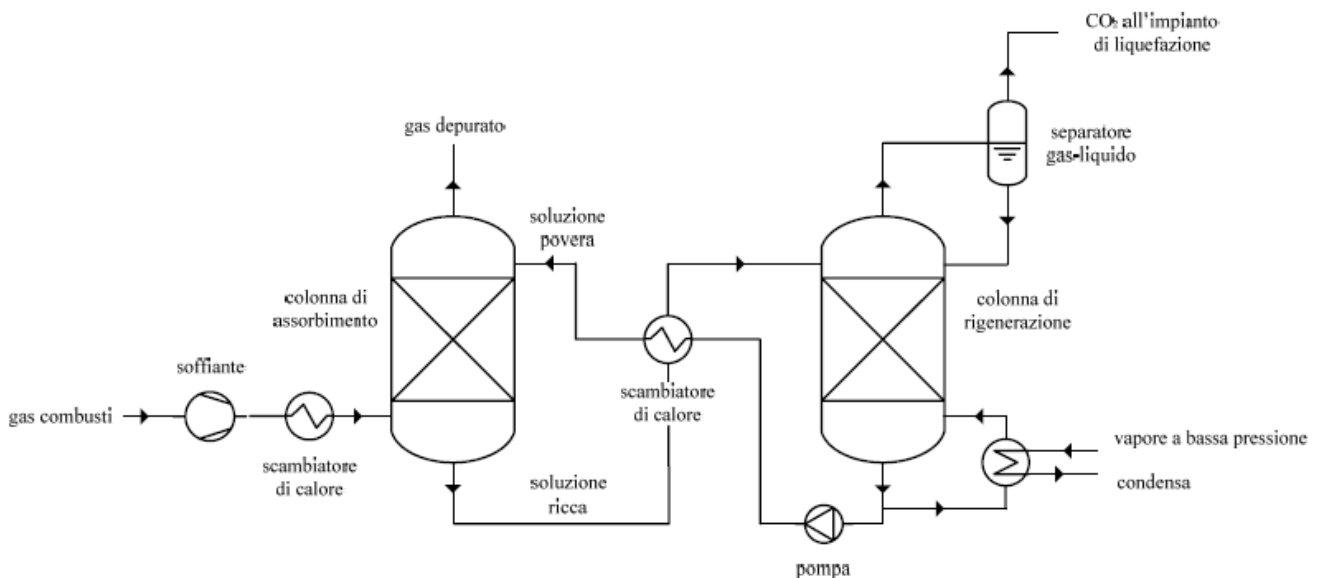 CO₂ all'impianto
di liquefazione
gas depurato
separatore
gas-liquido
soluzione
povera
colonna di
assorbimento
colonna di
rigenerazione
soffiante
scambiatore
di calore
gas combusti
vapore a bassa pressione
scambiatore
di calore
soluzione
ricca
condensa
pompa